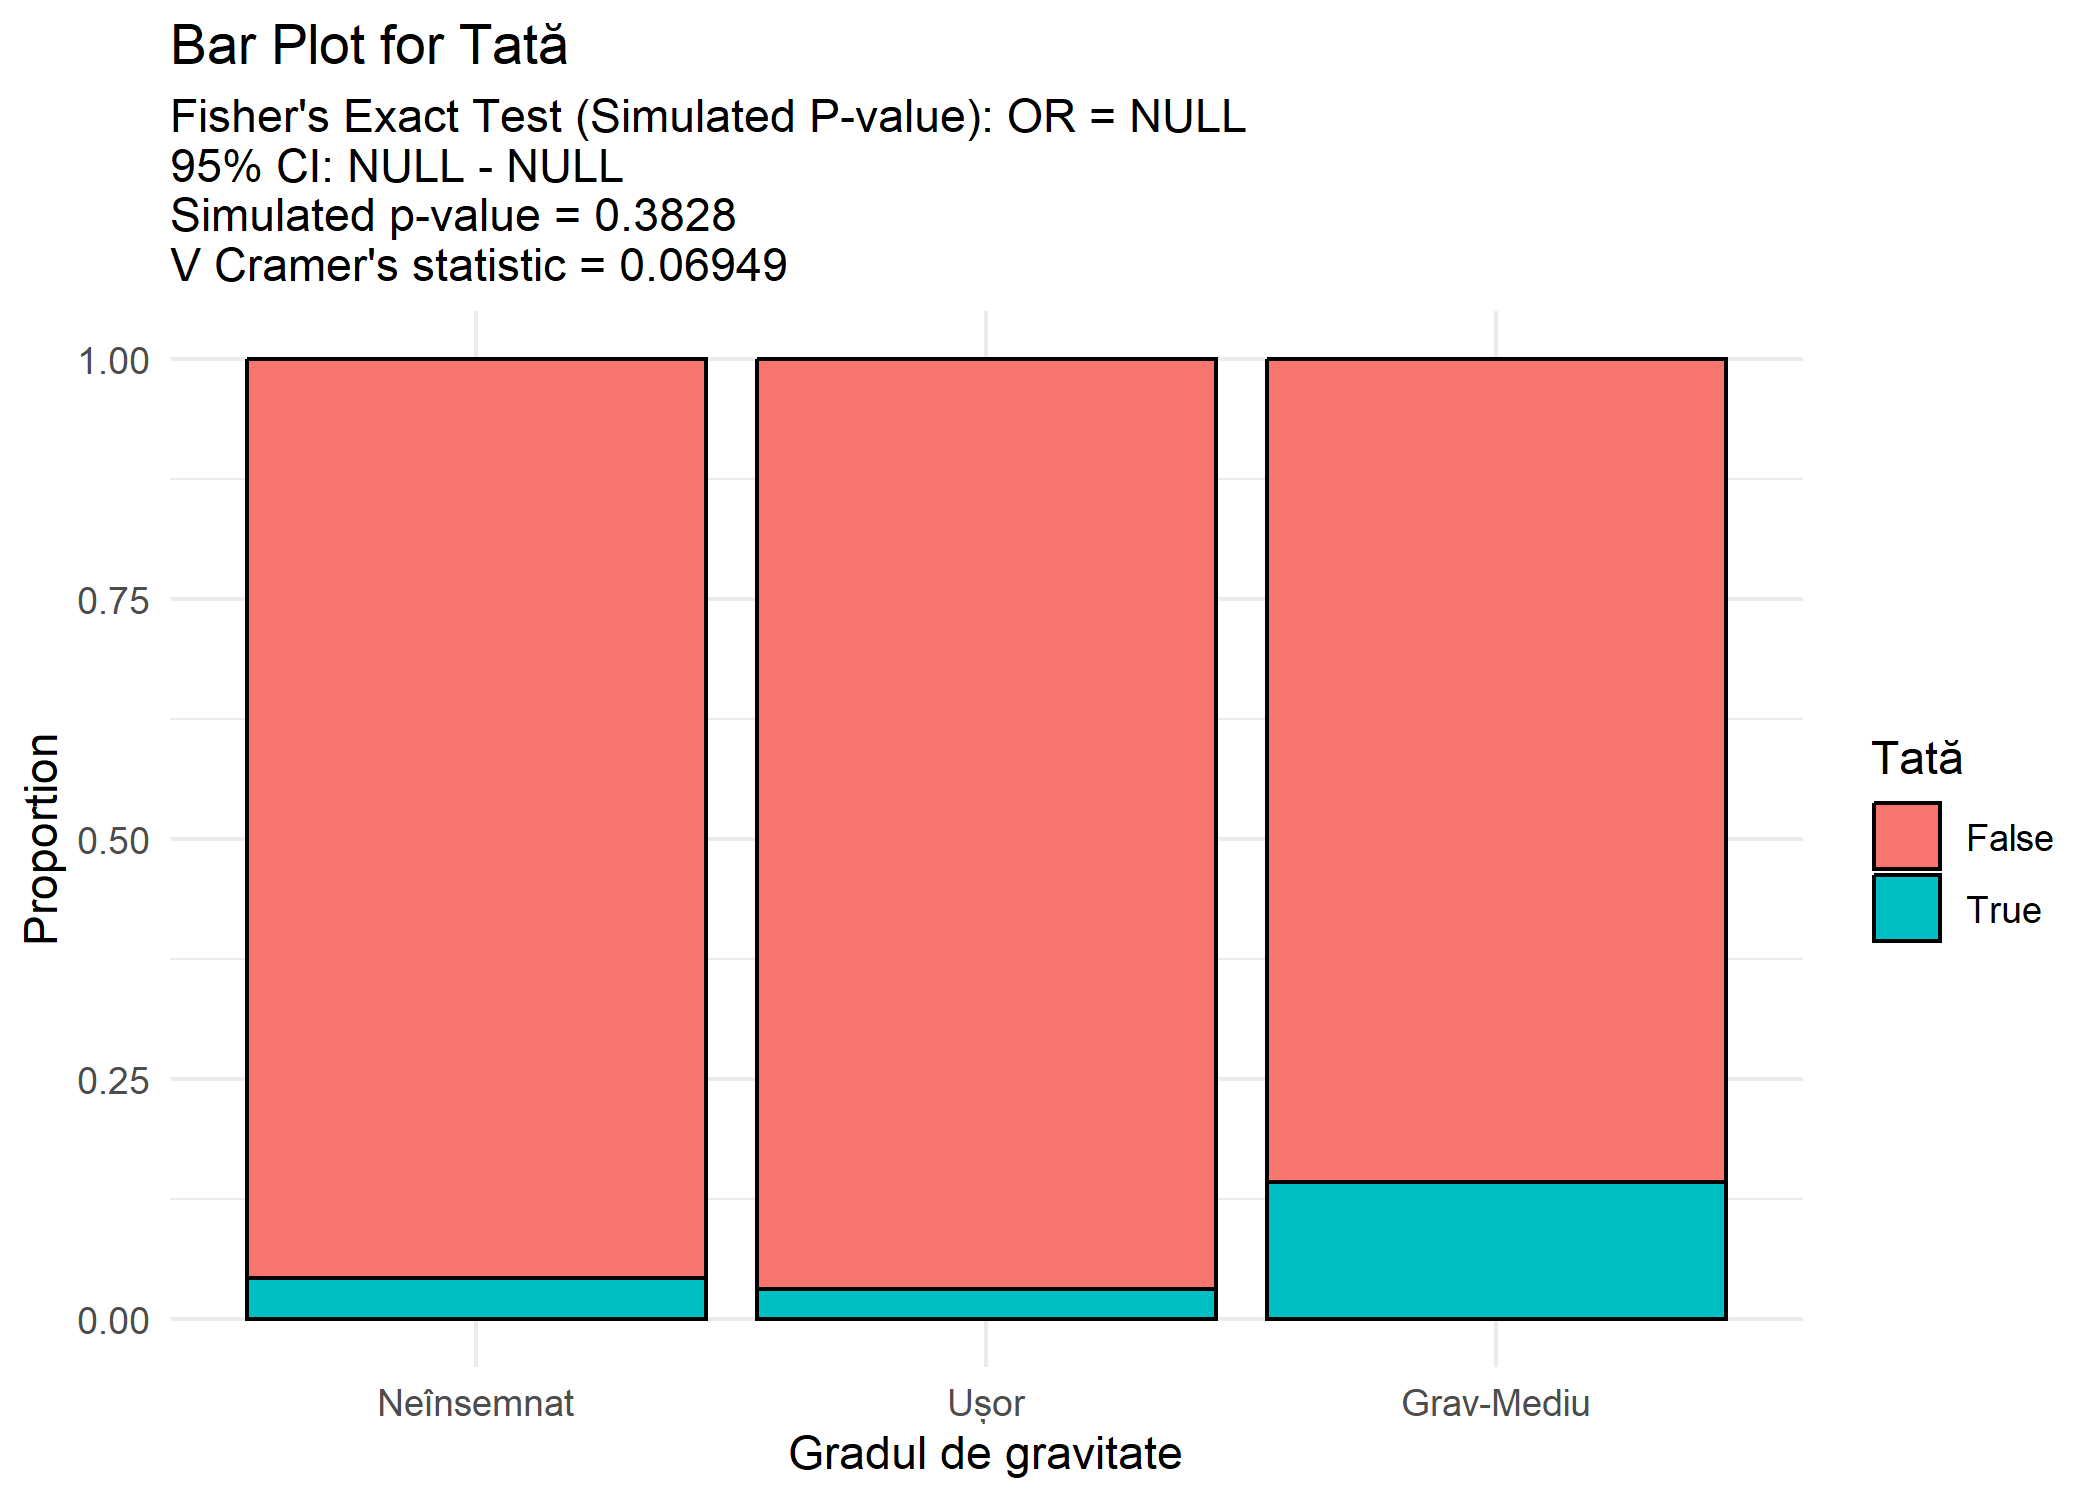 Bar Plot for Tată
Fisher's Exact Test (Simulated P-value): OR = NULL
95% CI: NULL - NULL
Simulated p-value = 0.3828
V Cramer's statistic = 0.06949
1.00
0.75
0.50
0.25
0.00
Proportion
Neînsemnat
Ușor
Grav-Mediu
Gradul de gravitate
Tată
False
True